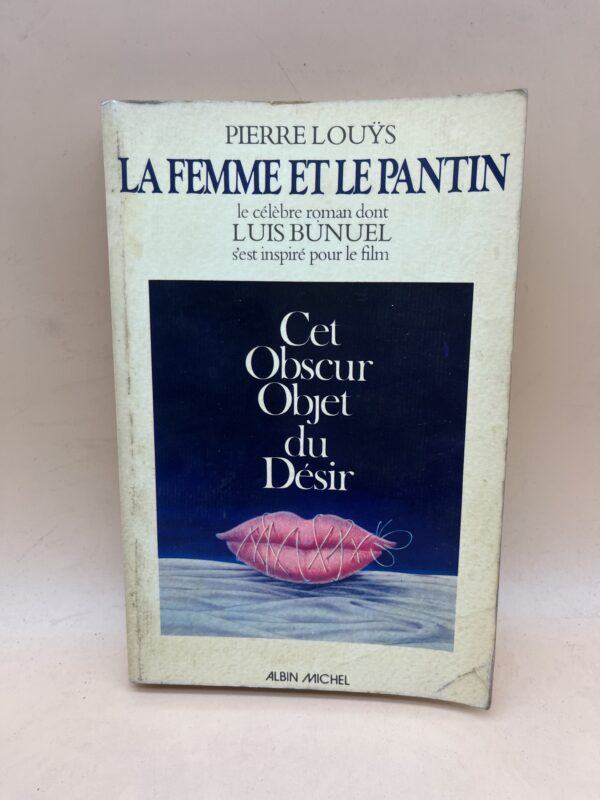 PIERRE LOUŸS
LA FEMME ET LE PANTIN
le célèbre roman dont
LUIS BUNUEL
s'est inspiré pour le film
Cet
Obscur
Objet
du
Désir
ALBIN MICHEL